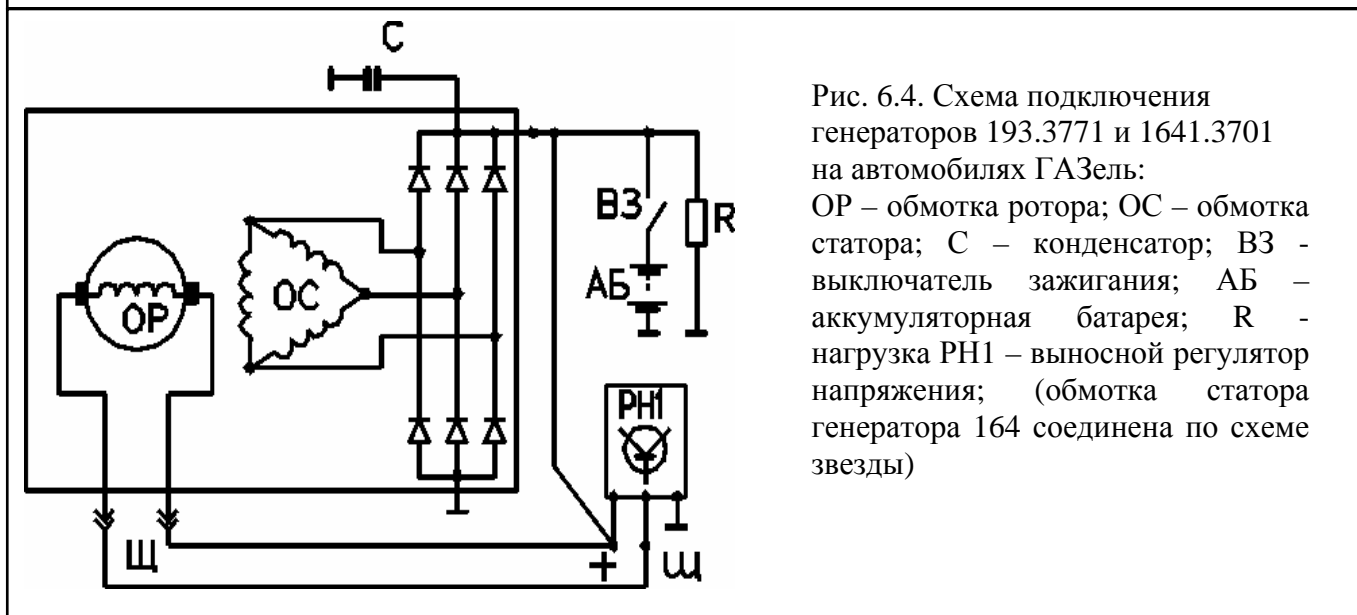 С
ВЗ
R
АБ
ОС
ОР
РН1
Щ
+
Ш
Рис. 6.4. Схема подключения
генераторов 193.3771 и 1641.3701
на автомобилях ГАЗель:
ОР – обмотка ротора; ОС – обмотка
статора; С – конденсатор; ВЗ -
выключатель зажигания; АБ –
аккумуляторная батарея; R -
нагрузка РН1 – выносной регулятор
напряжения; (обмотка статора
генератора 164 соединена по схеме
звезды)